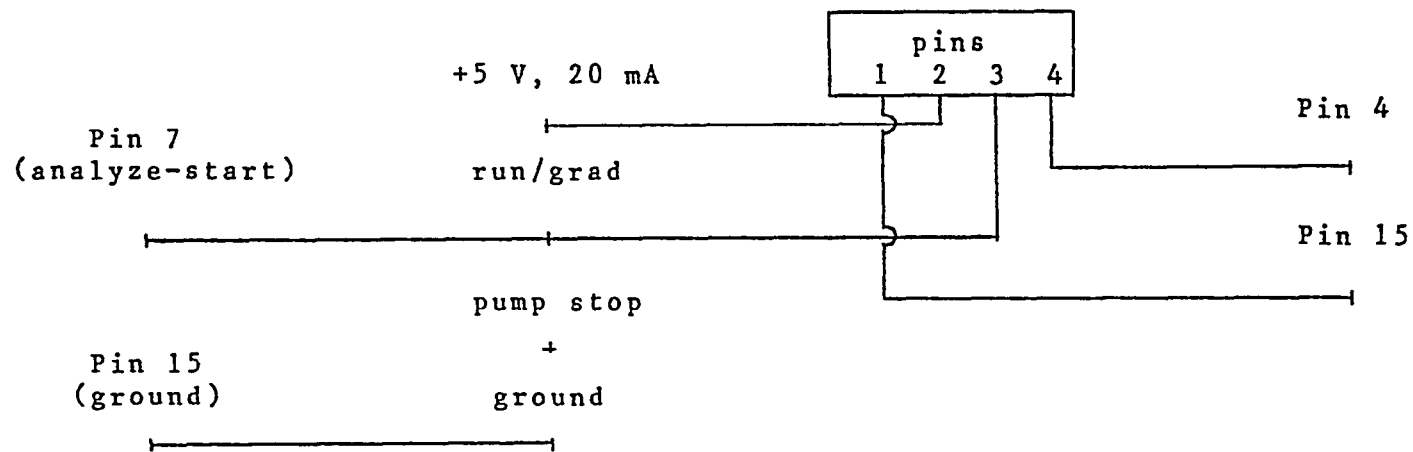 pins
1 2 3 4
+5 V, 20 mA
Pin 4
Pin 7
(analyze-start)
run/grad
Pin 15
pump stop
Pin 15
(ground)
ground